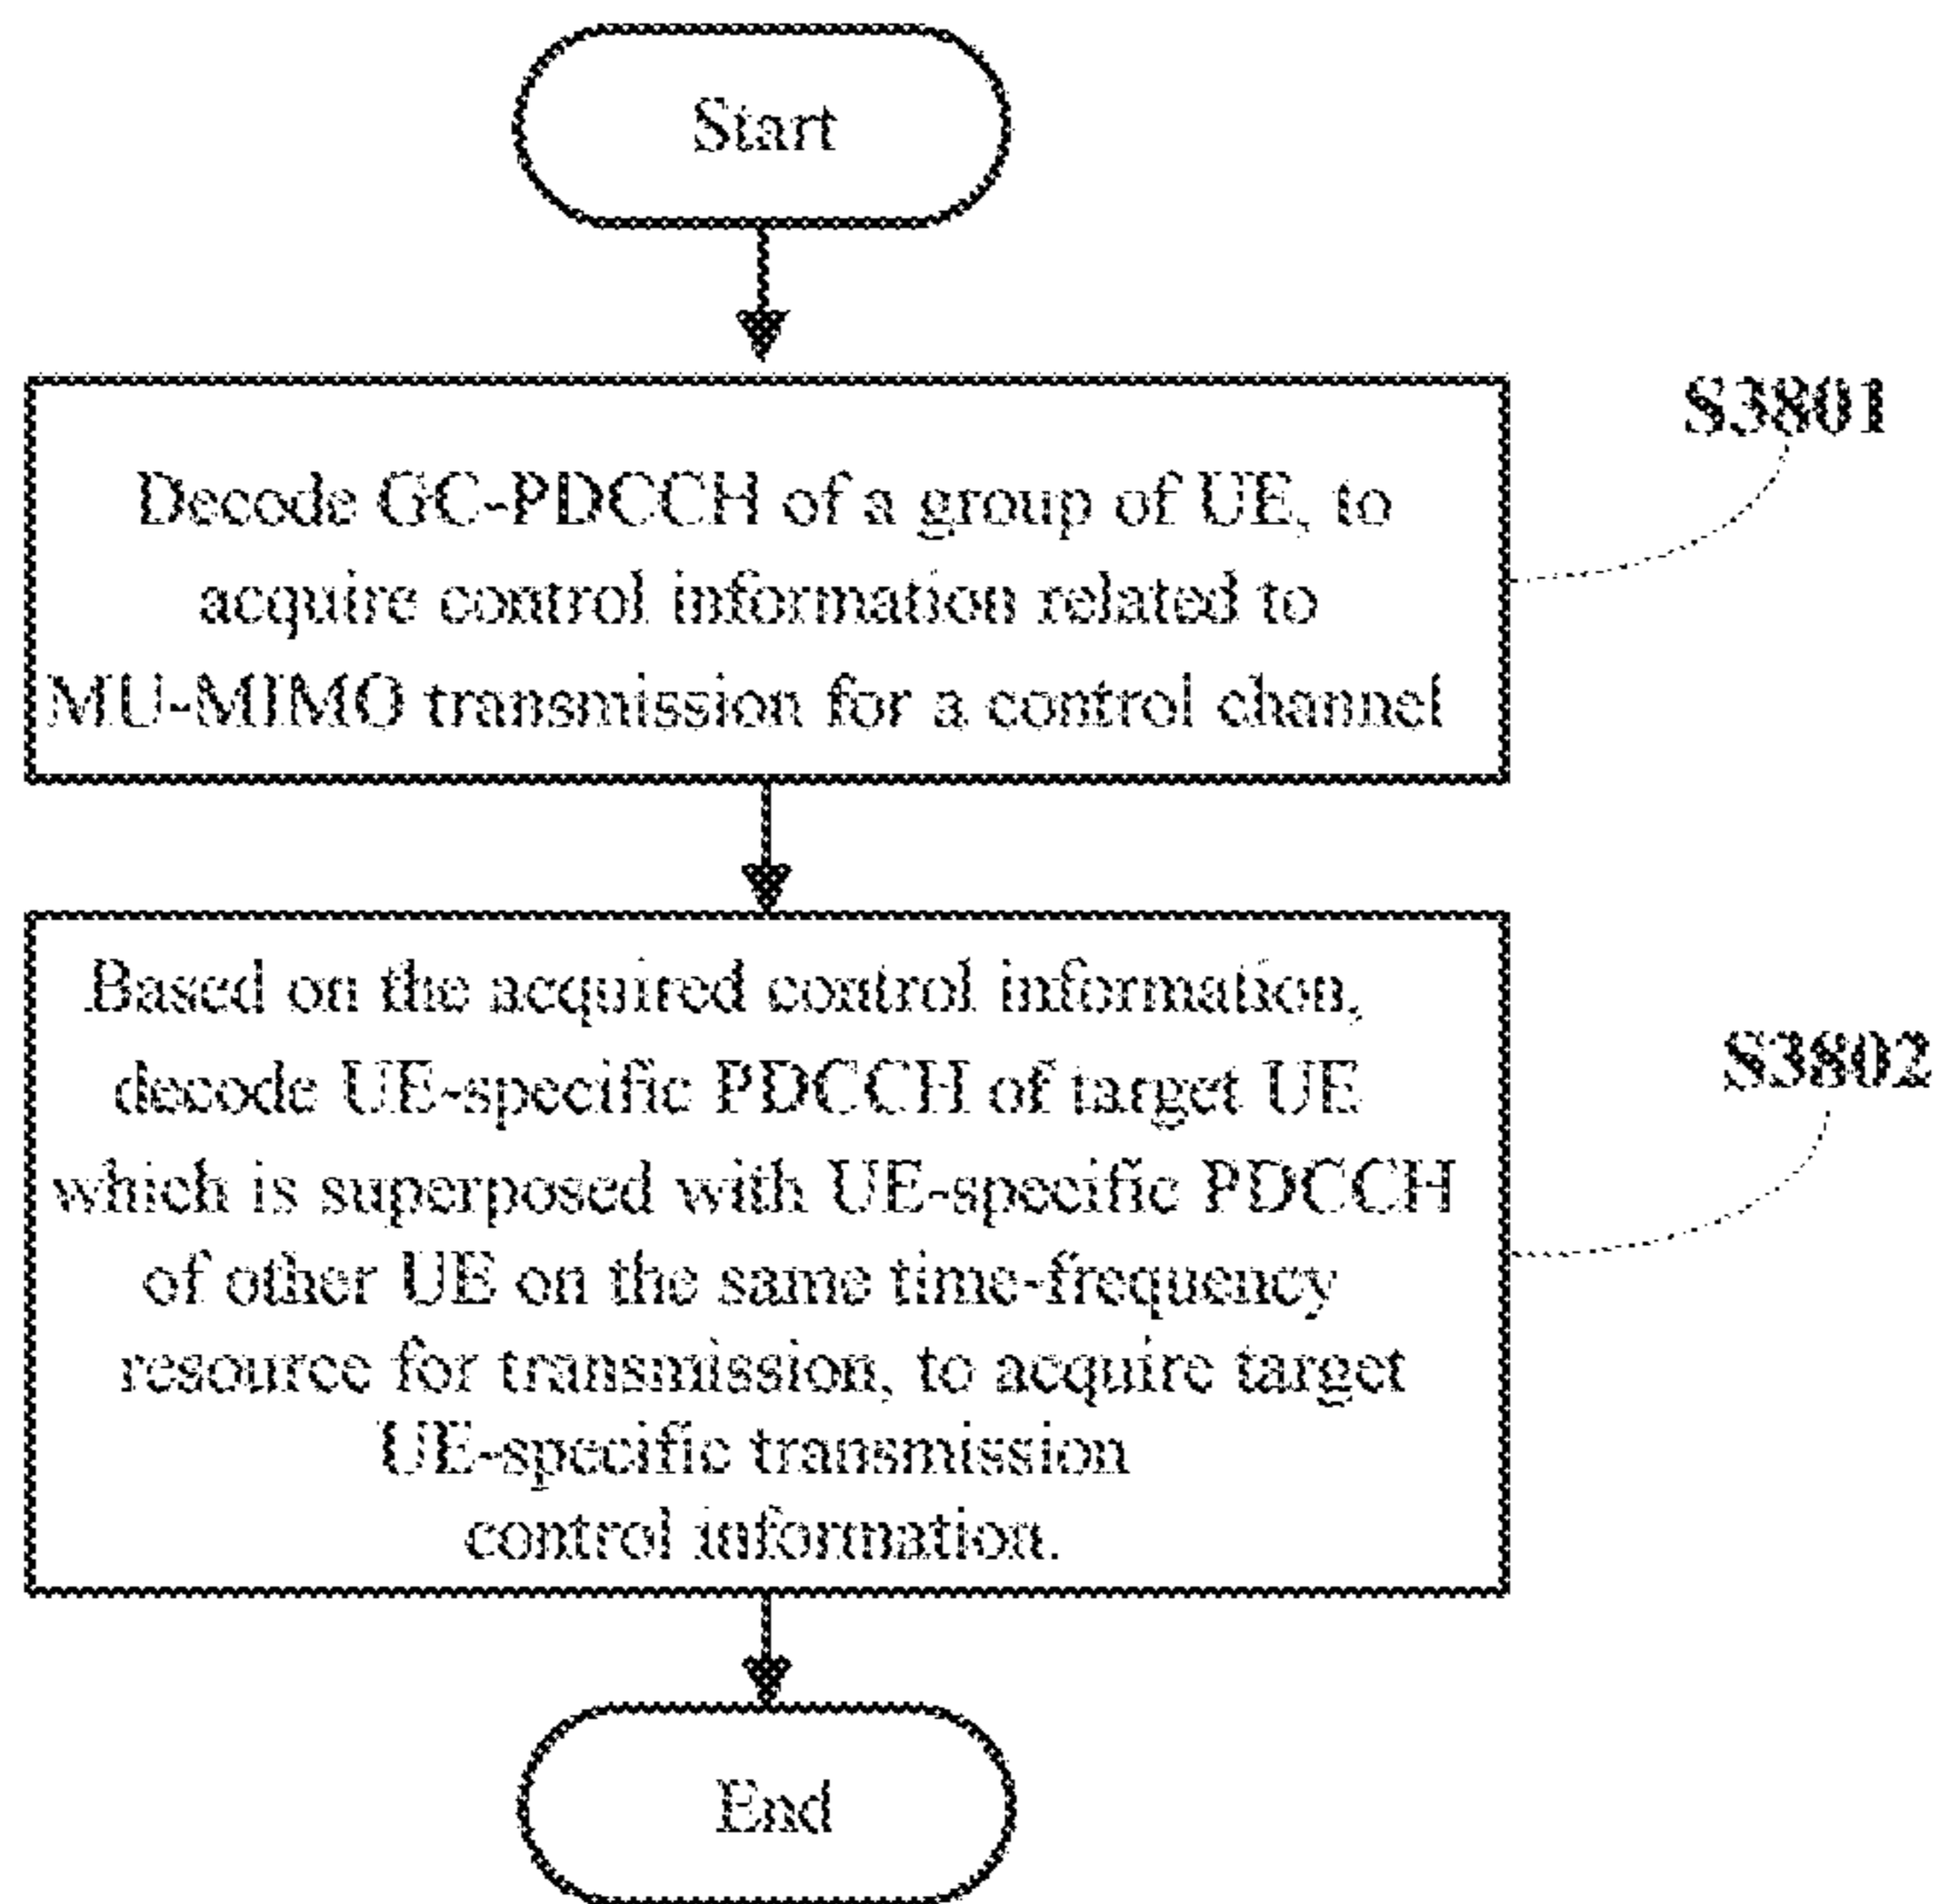 Start
S3801
Decode GC-PDCCH of a group of UE, to
acquire control information related to
MU-MIMO transmission for a control channel
Based on the acquired control information,
decode UE-specific PDCCH of target UE
S3802
which is superposed with UE-specific PDCCH
of other UE on the same time-frequency
resource for transmission, to acquire target
UE-specific transmission
control information.
End